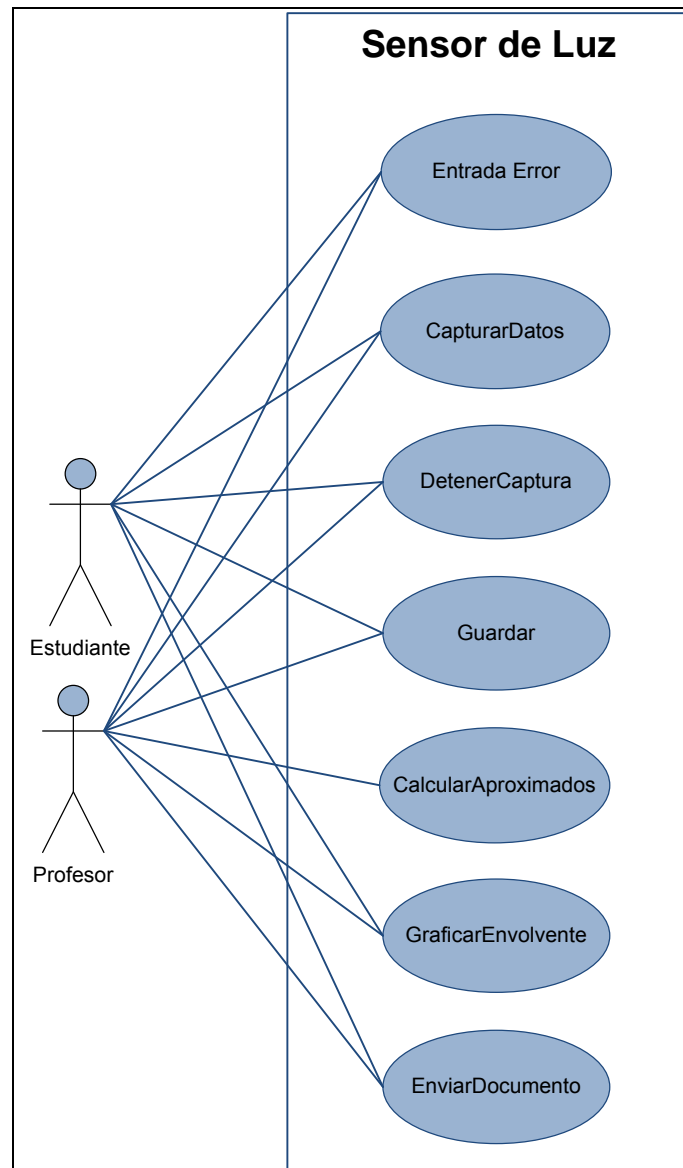 Sensor de Luz
Entrada Error
CapturarDatos
DetenerCaptura
Estudiante
Guardar
CalcularAproximados
Profesor
GraficarEnvolvente
EnviarDocumento